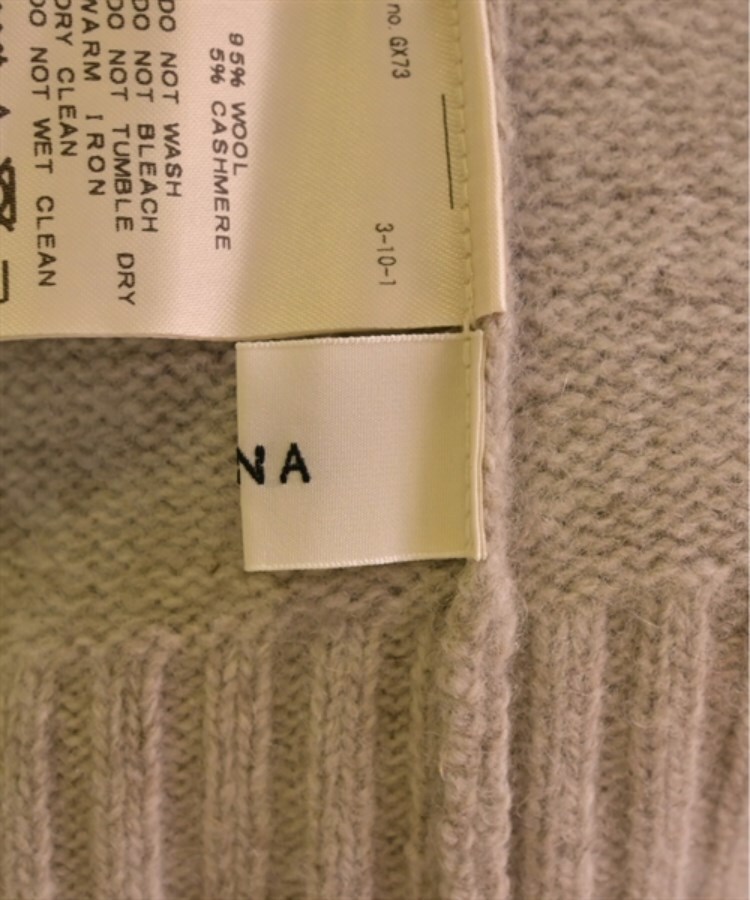 no. GX73
3-10-1
95% WOOL
5% CASHMERE
DO NOT WASH
DO NOT BLEACH
DO NOT TUMBLE DRY
WARM IRON
DRY CLEAN
DO NOT WET CLEAN
NA